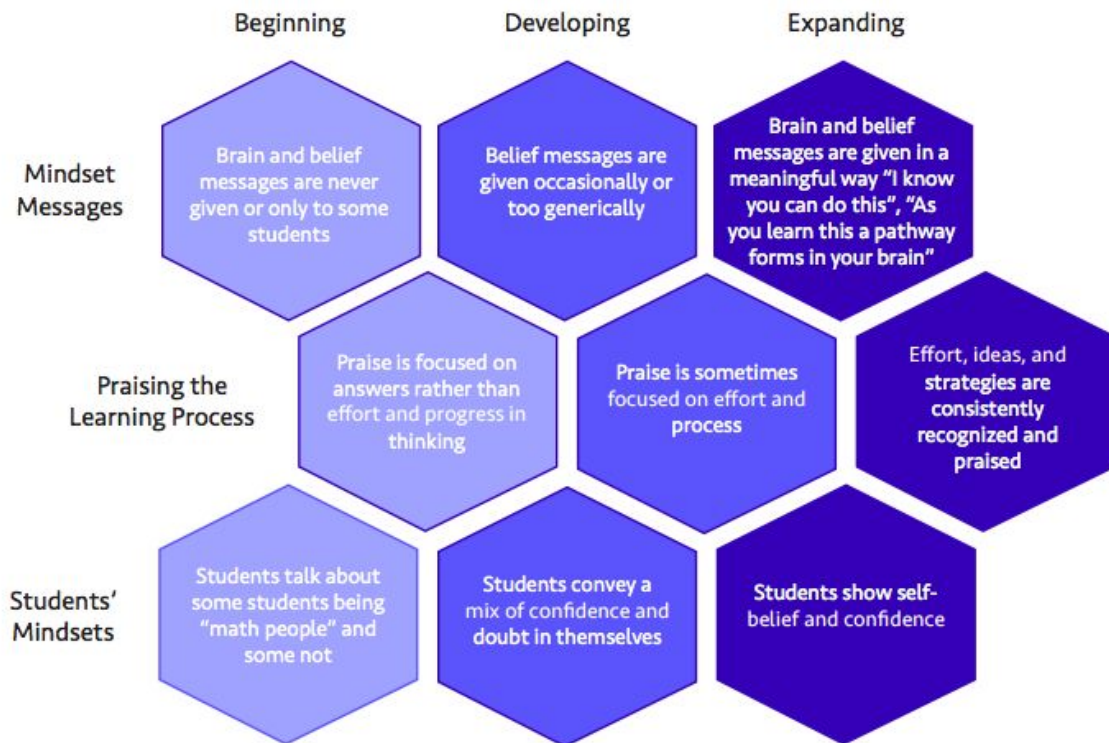 Beginning
Developing
Expanding
Mindset
Messages
Brain and belief
messages are never
given or only to some
students
Belief messages are
given occasionally or
too generically
Brain and belief
messages are given in a
meaningful way “I know
you can do this”, “As
you learn this a pathway
forms in your brain”
Praising the
Learning Process
Praise is focused on
answers rather than
effort and progress in
thinking
Praise is sometimes
focused on effort and
process
Effort, ideas, and
strategies are
consistently
recognized and
praised
Students’
Mindsets
Students talk about
some students being
“math people” and
some not
Students convey a
mix of confidence and
doubt in themselves
Students show self-
belief and confidence